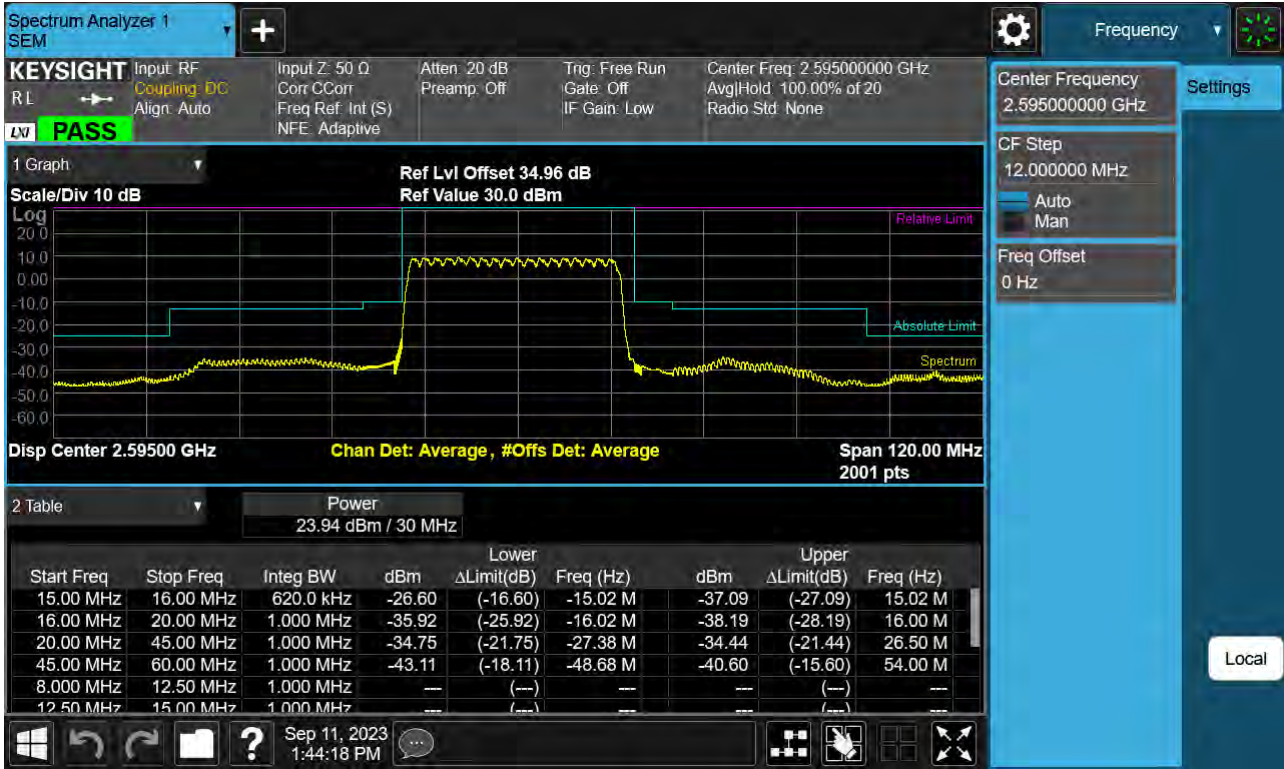 Spectrum Analyzer 1
SEM
Frequency
KEYSIGHT
RL
LXI
PASS
Input: RF
Coupling: DC
Align: Auto
Input Z: 50 Ω
Corr CCorr
Freq Ref: Int (S)
NFE: Adaptive
Atten: 20 dB
Preamp: Off
Trig: Free Run
Gate: Off
IF Gain: Low
Center Freq: 2.595000000 GHz
Avg|Hold: 100.00% of 20
Radio Std: None
Center Frequency
2.595000000 GHz
Settings
CF Step
12.000000 MHz
Auto
Man
Freq Offset
0 Hz
Local
1 Graph
Scale/Div 10 dB
Ref Lvl Offset 34.96 dB
Ref Value 30.0 dBm
Log
20.0
10.0
0.00
-10.0
-20.0
-30.0
-40.0
-50.0
-60.0
Relative Limit
Absolute Limit
Spectrum
Disp Center 2.59500 GHz
Chan Det: Average, #Offs Det: Average
Span 120.00 MHz
2001 pts
2 Table
Power
23.94 dBm / 30 MHz
Lower Upper
Start Freq Stop Freq Integ BW dBm ΔLimit(dB) Freq (Hz) dBm ΔLimit(dB) Freq (Hz)
15.00 MHz 16.00 MHz 620.0 kHz -26.60 (-16.60) -15.02 M -37.09 (-27.09) 15.02 M
16.00 MHz 20.00 MHz 1.000 MHz -35.92 (-25.92) -16.02 M -38.19 (-28.19) 16.00 M
20.00 MHz 45.00 MHz 1.000 MHz -34.75 (-21.75) -27.38 M -34.44 (-21.44) 26.50 M
45.00 MHz 60.00 MHz 1.000 MHz -43.11 (-18.11) -48.68 M -40.60 (-15.60) 54.00 M
8.000 MHz 12.50 MHz 1.000 MHz --- (---) --- --- (---) ---
12.50 MHz 15.00 MHz 1.000 MHz --- (---) --- --- (---) ---
Sep 11, 2023
1:44:18 PM